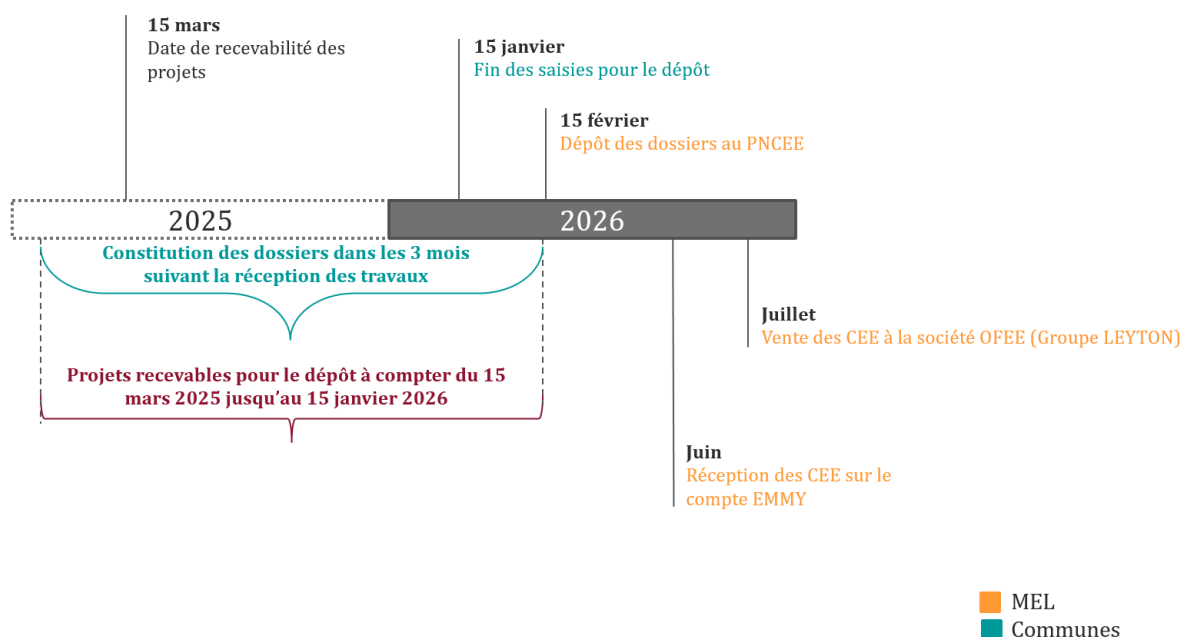 15 mars
Date de recevabilité des
projets
15 janvier
Fin des saisies pour le dépôt
15 février
Dépôt des dossiers au PNCEE
2025
2026
Constitution des dossiers dans les 3 mois
suivant la réception des travaux
Juillet
Vente des CEE à la société OFEE (Groupe LEYTON)
Projets recevables pour le dépôt à compter du 15
mars 2025 jusqu’au 15 janvier 2026
Juin
Réception des CEE sur le
compte EMMY
MEL
Communes